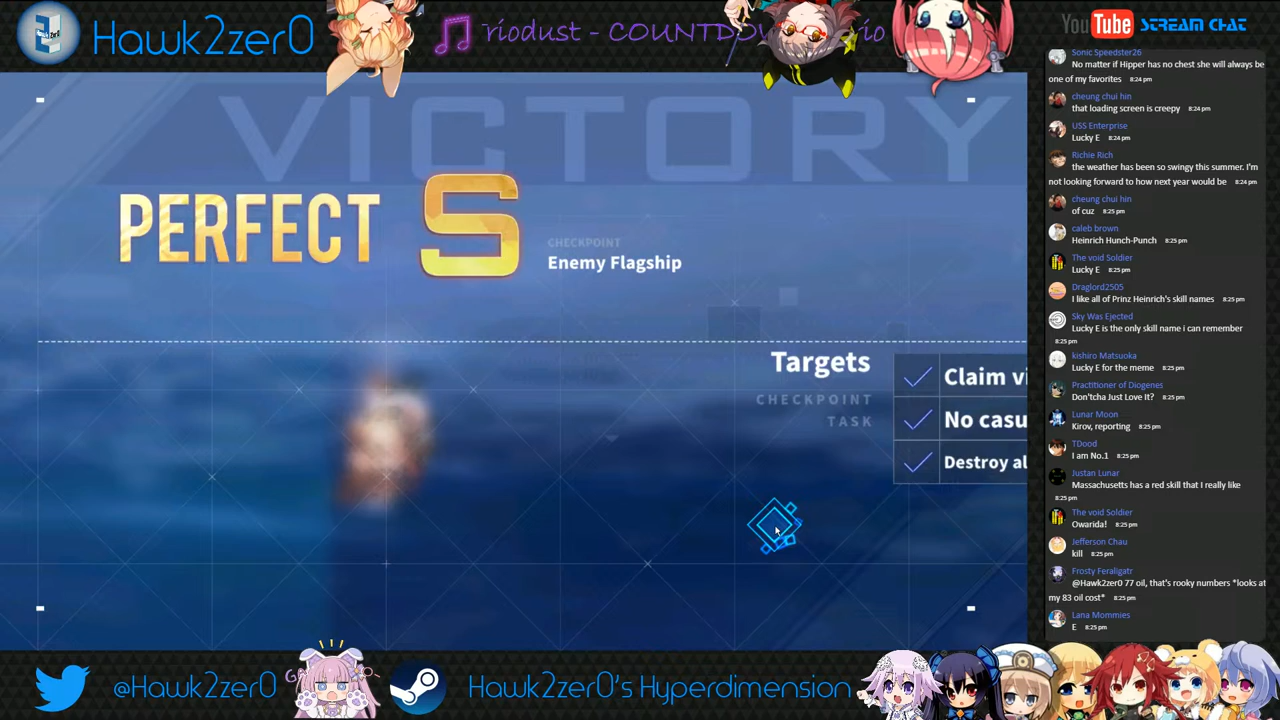 Hawk2zer0
riodust - COUNTDO
io
YouTube STREAM CHAT
VICTORY
PERFECT S
CHECKPOINT
Enemy Flagship
Targets
CHECKPOINT
TASK
Claim vi
No casu
Destroy al
Sonic Speedster26
No matter if Hipper has no chest she will always be
one of my favorites 8:24 pm
cheung chui hin
that loading screen is creepy 8:24 pm
USS Enterprise
Lucky E 8:24 pm
Richie Rich
the weather has been so swingy this summer. I'm
not looking forward to how next year would be 8:24 pm
cheung chui hin
of cuz 8:25 pm
caleb brown
Heinrich Hunch-Punch 8:25 pm
The void Soldier
Lucky E 8:25 pm
Draglord2505
I like all of Prinz Heinrich's skill names 8:25 pm
Sky Was Ejected
Lucky E is the only skill name i can remember
8:25 pm
kishiro Matsuoka
Lucky E for the meme 8:25 pm
Practitioner of Diogenes
Don'tcha Just Love It? 8:25 pm
Lunar Moon
Kirov, reporting 8:25 pm
TDood
I am No.1 8:25 pm
Justan Lunar
Massachusetts has a red skill that I really like
8:25 pm
The void Soldier
Owarida! 8:25 pm
Jefferson Chau
kill 8:25 pm
Frosty Feraligatr
@Hawk2zer0 77 oil, that's rooky numbers *looks at
my 83 oil cost* 8:25 pm
Lana Mommies
E 8:25 pm
@Hawk2zer0
Hawk2zer0's Hyperdimension